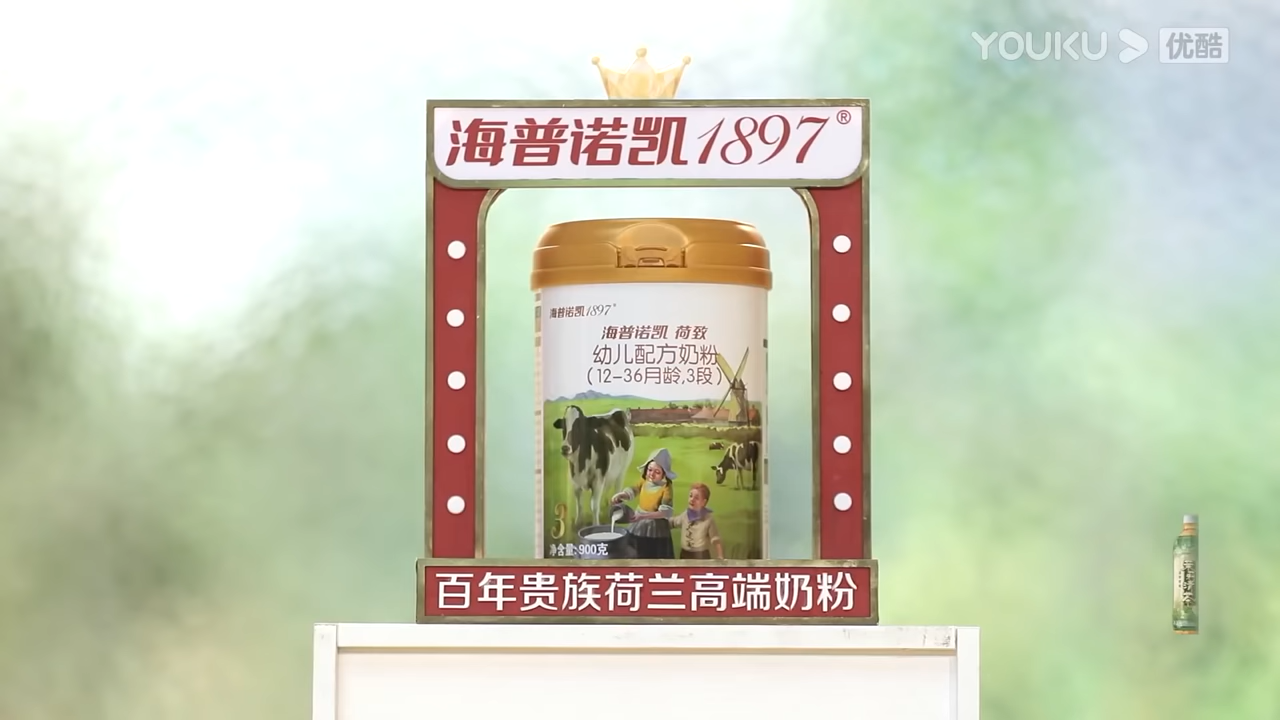 YOUKU 优酷
海普诺凯1897®
海普诺凯1897®
海普诺凯 荷致
幼儿配方奶粉
(12-36月龄,3段)
3
净含量:900克
百年贵族荷兰高端奶粉